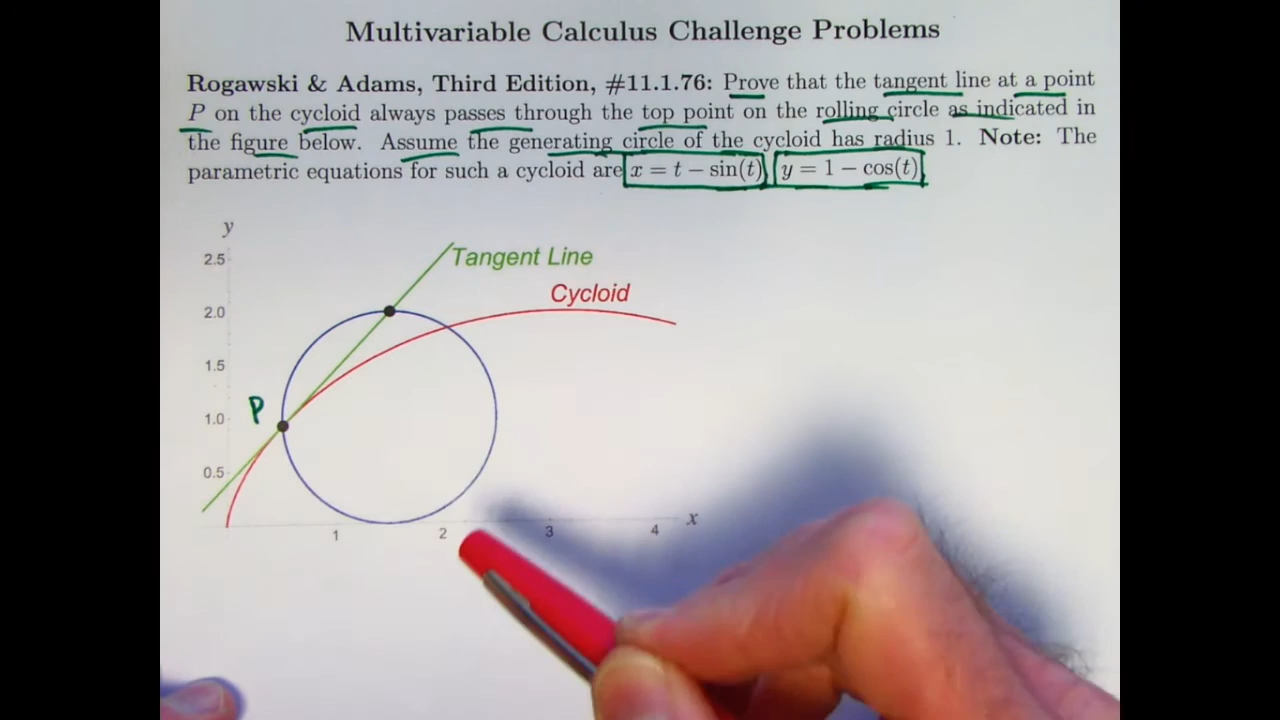 Multivariable Calculus Challenge Problems
Rogawski & Adams, Third Edition, #11.1.76: Prove that the tangent line at a point
P on the cycloid always passes through the top point on the rolling circle as indicated in
the figure below. Assume the generating circle of the cycloid has radius 1. Note: The
parametric equations for such a cycloid are x = t − sin(t), y = 1 − cos(t).
y
2.5
Tangent Line
Cycloid
2.0
1.5
P
1.0
0.5
x
1 2 3 4